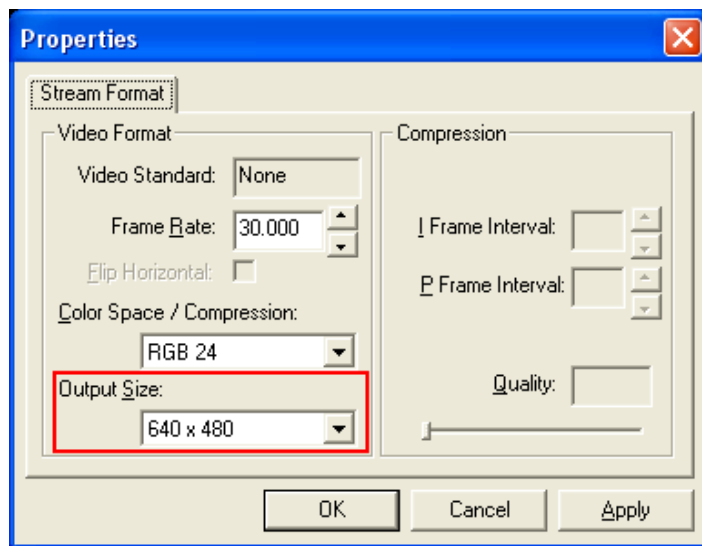 Properties
Stream Format
Video Format
Video Standard: None
Frame Rate: 30.000
Flip Horizontal:
Color Space / Compression:
RGB 24
Output Size:
640 x 480
Compression
I Frame Interval:
P Frame Interval:
Quality:
OK Cancel Apply